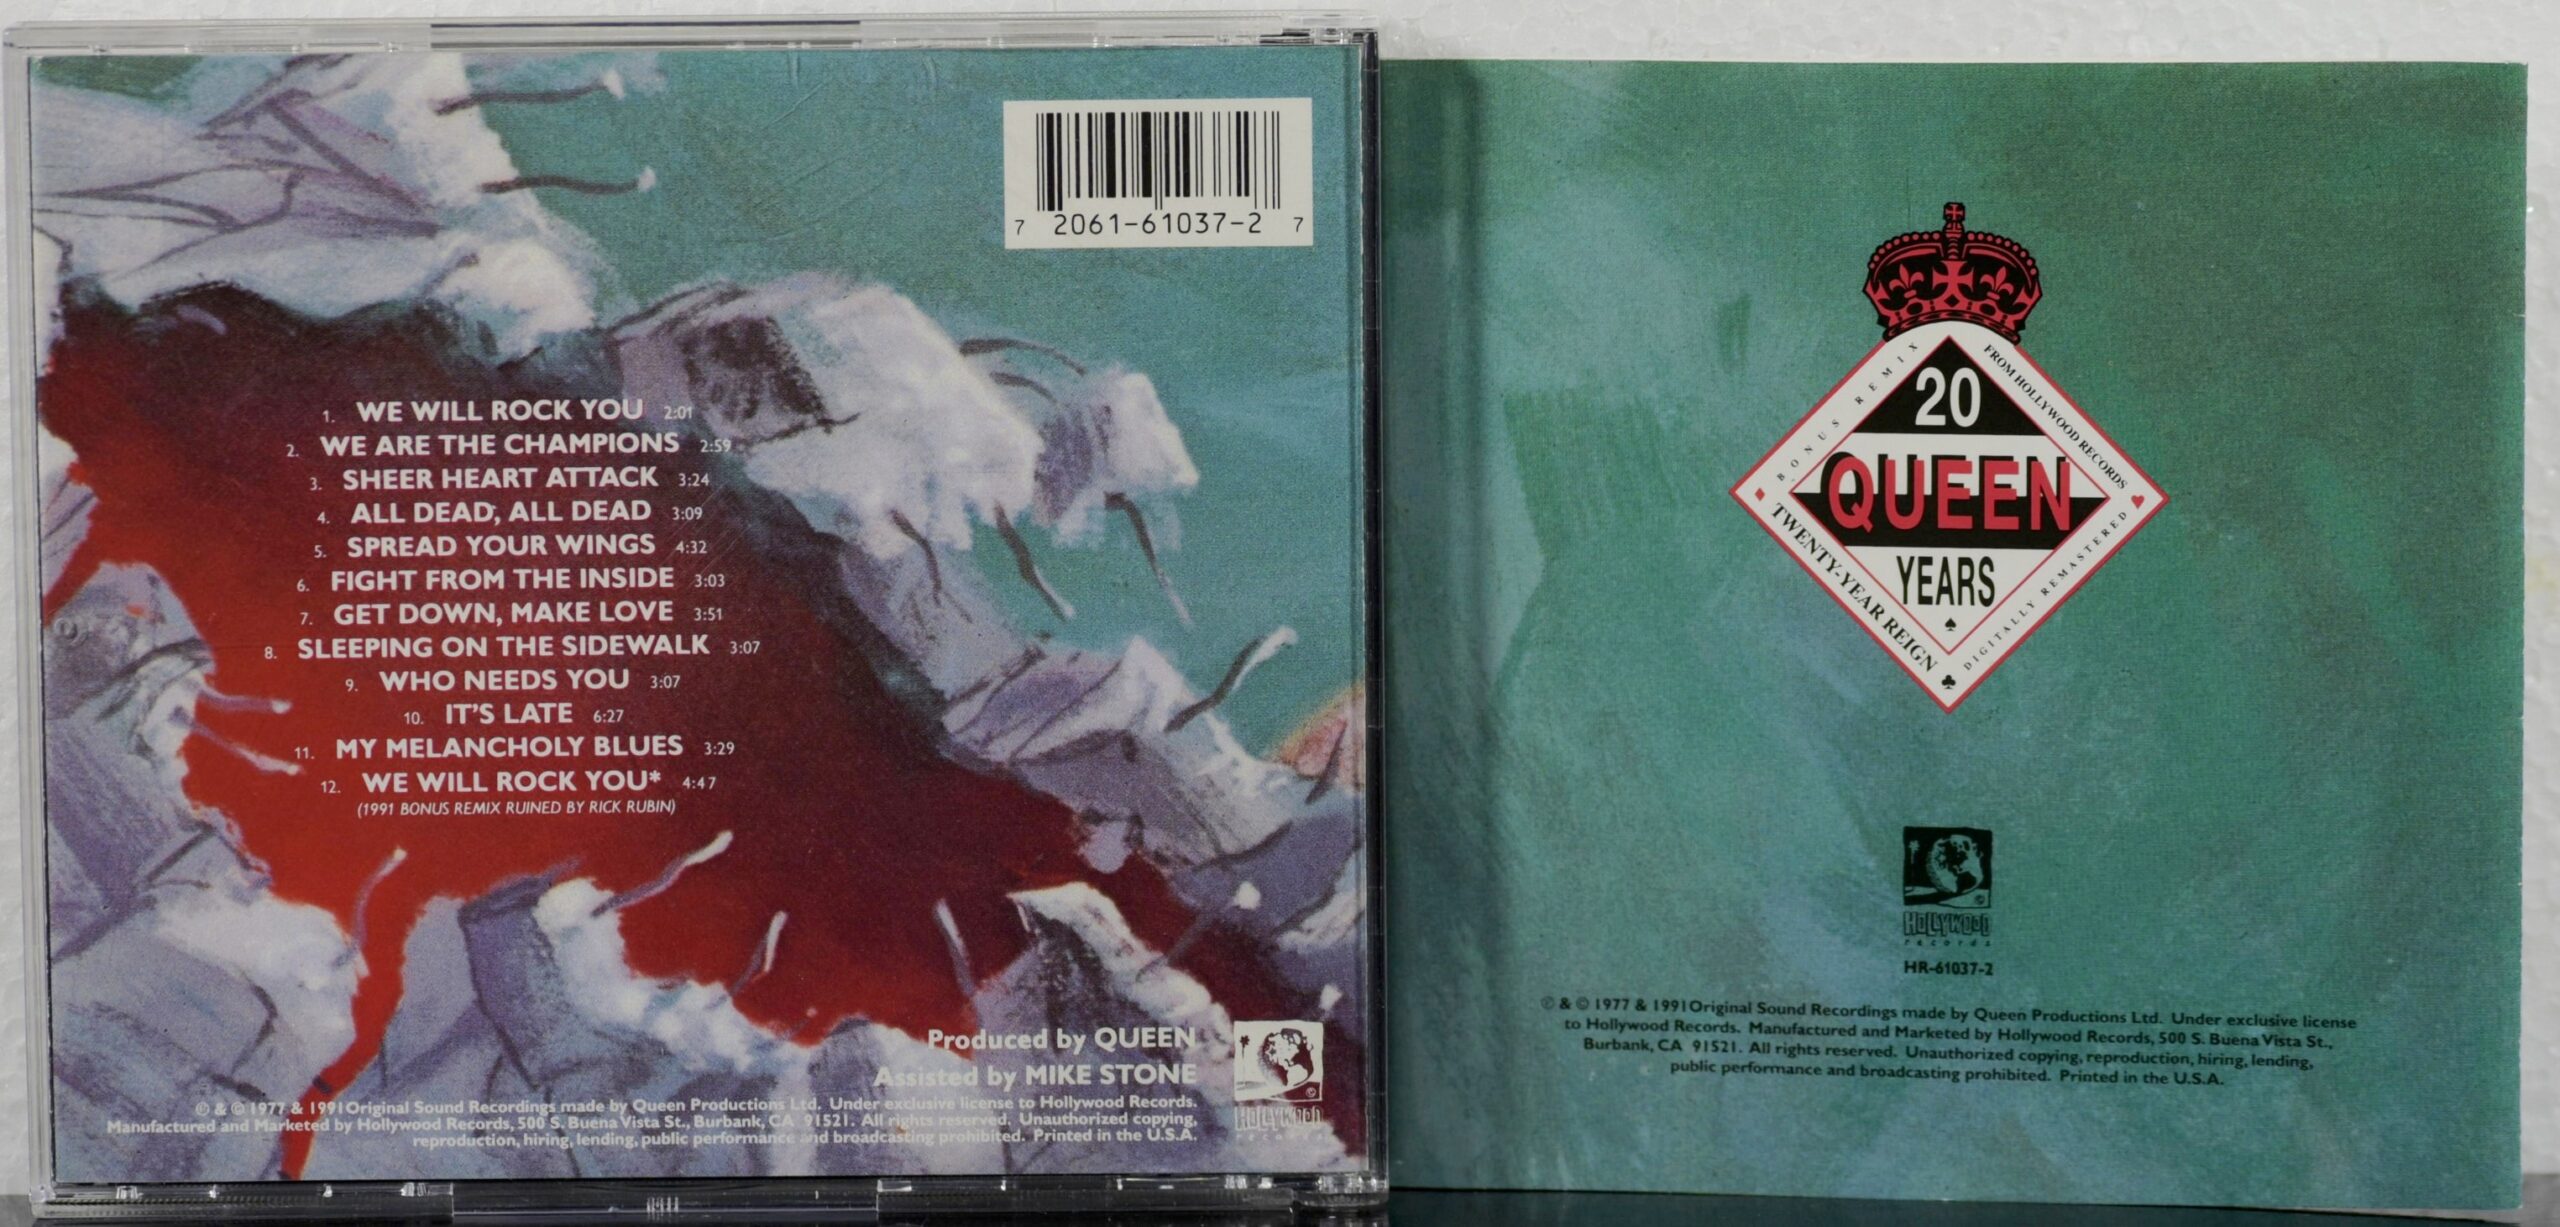 7 2061-61037-2 7
1. WE WILL ROCK YOU 2:01
2. WE ARE THE CHAMPIONS 2:59
3. SHEER HEART ATTACK 3:24
4. ALL DEAD, ALL DEAD 3:09
5. SPREAD YOUR WINGS 4:32
6. FIGHT FROM THE INSIDE 3:03
7. GET DOWN, MAKE LOVE 3:51
8. SLEEPING ON THE SIDEWALK 3:07
9. WHO NEEDS YOU 3:07
10. IT'S LATE 6:27
11. MY MELANCHOLY BLUES 3:29
12. WE WILL ROCK YOU* 4:47
(1991 BONUS REMIX RUINED BY RICK RUBIN)
Produced by QUEEN
Assisted by MIKE STONE
℗ & © 1977 & 1991 Original Sound Recordings made by Queen Productions Ltd. Under exclusive license to Hollywood Records.
Manufactured and Marketed by Hollywood Records, 500 S. Buena Vista St., Burbank, CA 91521. All rights reserved. Unauthorized copying,
reproduction, hiring, lending, public performance and broadcasting prohibited. Printed in the U.S.A.
HOLLYWOOD
records
BONUS REMIX
FROM HOLLYWOOD RECORDS
20
QUEEN
YEARS
TWENTY-YEAR REIGN
DIGITALLY REMASTERED
HOLLYWOOD
records
HR-61037-2
℗ & © 1977 & 1991 Original Sound Recordings made by Queen Productions Ltd. Under exclusive license
to Hollywood Records. Manufactured and Marketed by Hollywood Records, 500 S. Buena Vista St.,
Burbank, CA 91521. All rights reserved. Unauthorized copying, reproduction, hiring, lending,
public performance and broadcasting prohibited. Printed in the U.S.A.